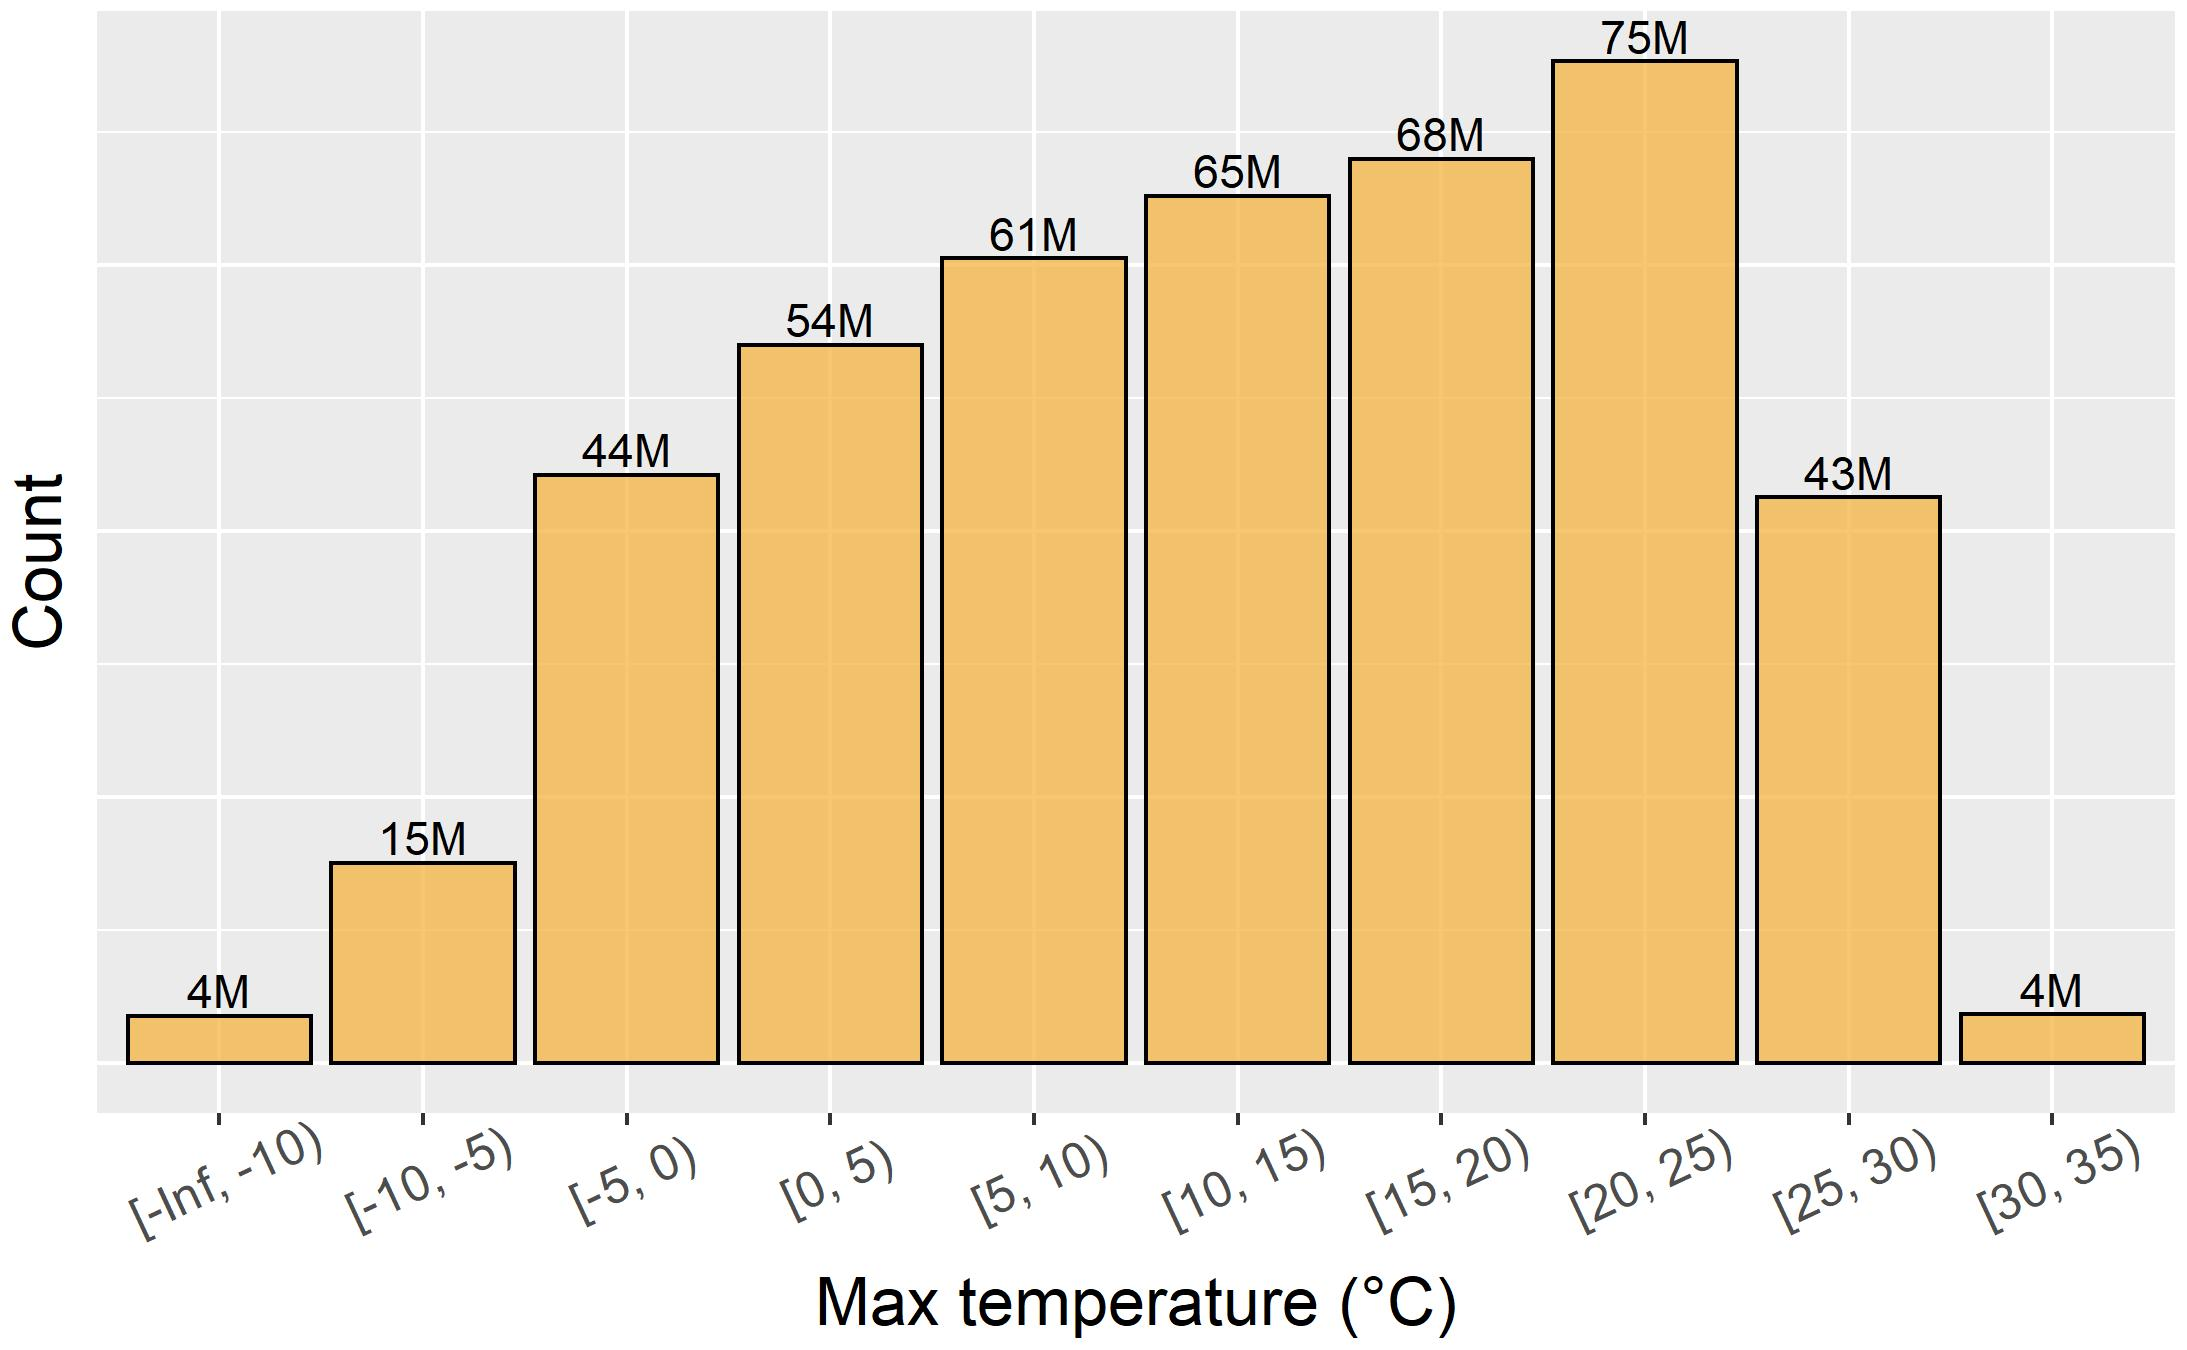 75M
68M
65M
61M
54M
44M
43M
15M
4M
4M
Count
[-Inf, -10)
[-10, -5)
[-5, 0)
[0, 5)
[5, 10)
[10, 15)
[15, 20)
[20, 25)
[25, 30)
[30, 35)
Max temperature (°C)